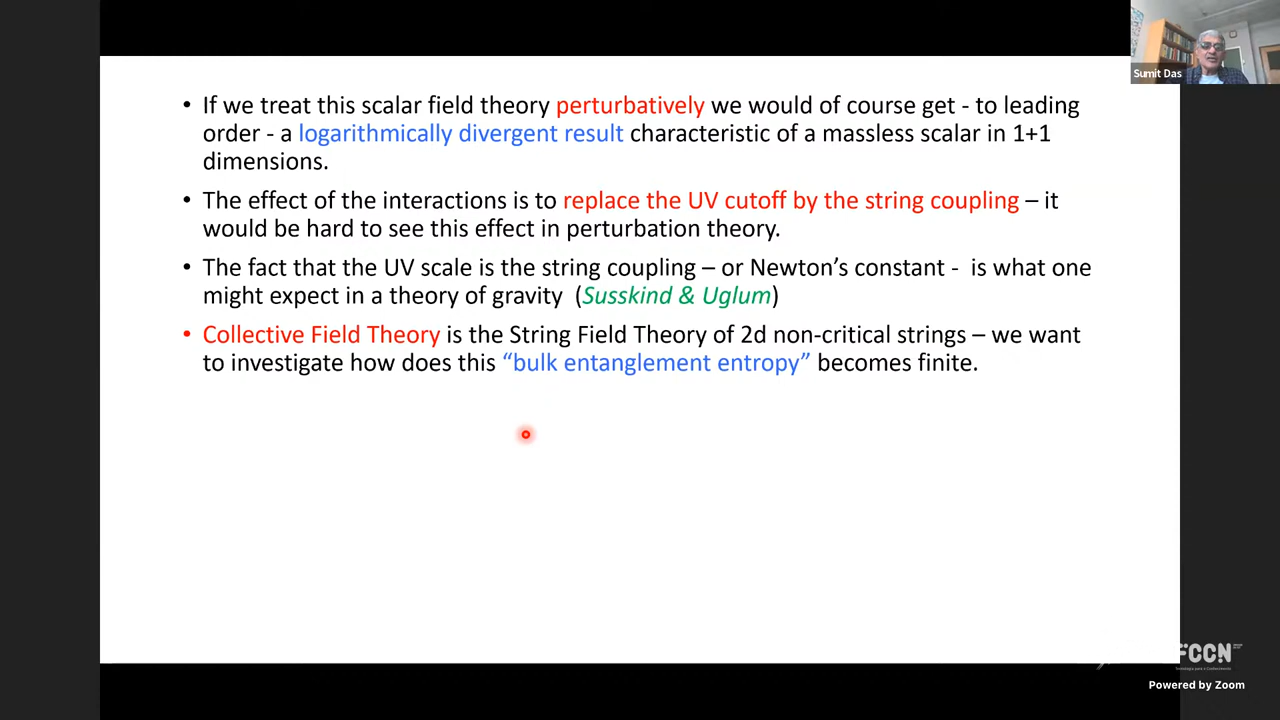 Sumit Das
• If we treat this scalar field theory perturbatively we would of course get - to leading
order - a logarithmically divergent result characteristic of a massless scalar in 1+1
dimensions.
• The effect of the interactions is to replace the UV cutoff by the string coupling – it
would be hard to see this effect in perturbation theory.
• The fact that the UV scale is the string coupling – or Newton’s constant - is what one
might expect in a theory of gravity (Susskind & Uglum)
• Collective Field Theory is the String Field Theory of 2d non-critical strings – we want
to investigate how does this “bulk entanglement entropy” becomes finite.
FCCN
Powered by Zoom